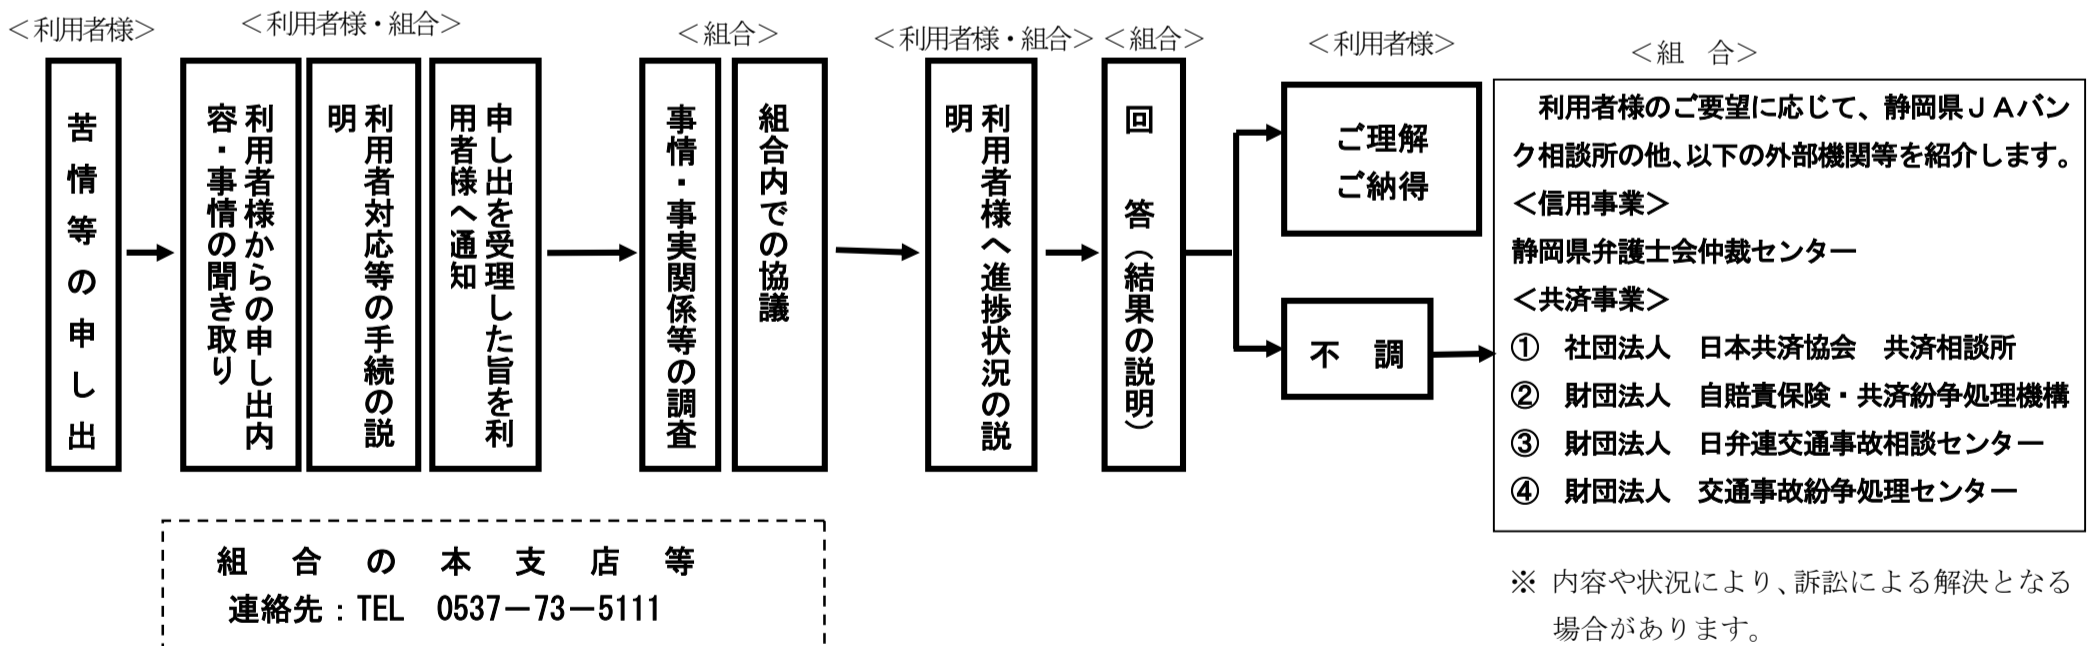 ＜利用者様＞
＜利用者様・組合＞
＜組合＞
＜利用者様・組合＞
＜組合＞
＜利用者様＞
＜組　合＞
苦情等の申し出
利用者様からの申し出内
容・事情の聞き取り
利用者対応等の手続の説
明
申し出を受理した旨を利
用者様へ通知
事情・事実関係等の調査
組合内での協議
利用者様へ進捗状況の説
明
回　答（結果の説明）
ご理解
ご納得
不　調
利用者様のご要望に応じて、静岡県ＪＡバン
ク相談所の他、以下の外部機関等を紹介します。
＜信用事業＞
静岡県弁護士会仲裁センター
＜共済事業＞
①　社団法人　日本共済協会　共済相談所
②　財団法人　自賠責保険・共済紛争処理機構
③　財団法人　日弁連交通事故相談センター
④　財団法人　交通事故紛争処理センター
※ 内容や状況により、訴訟による解決となる
場合があります。
組　合　の　本　支　店　等
連絡先：TEL　0537－73－5111